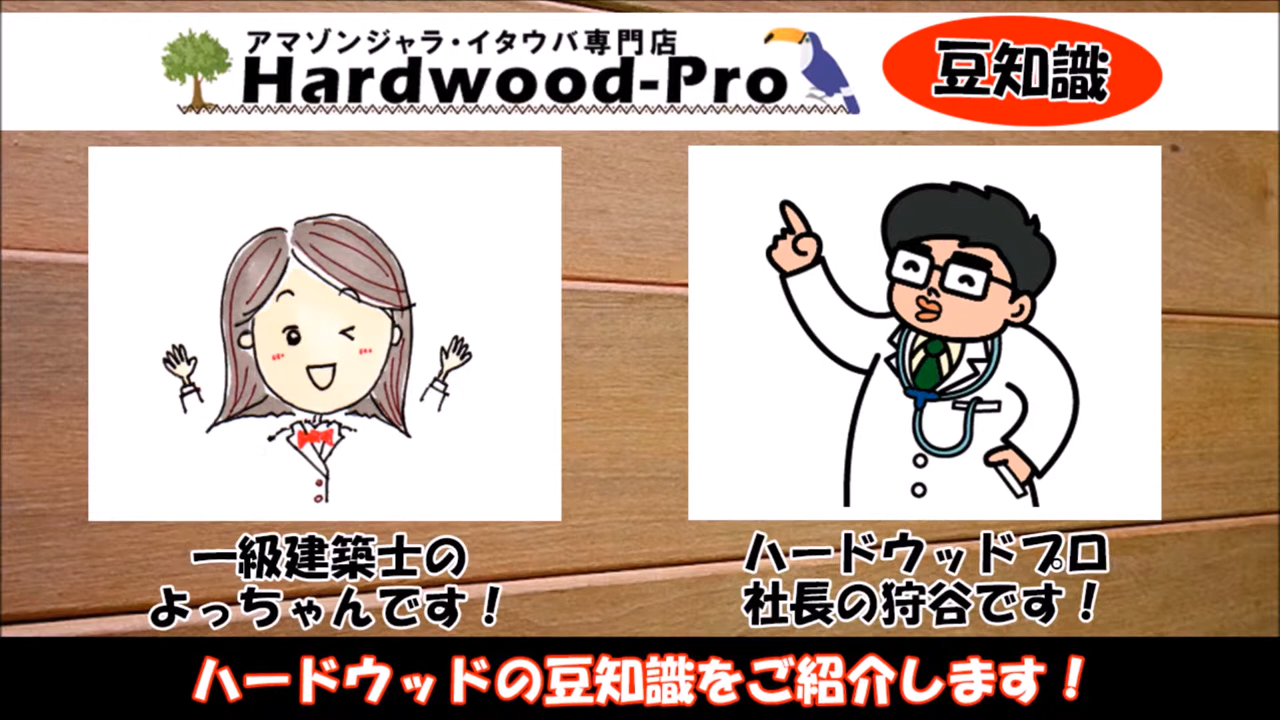 アマゾンジャラ・イタウバ専門店
Hardwood-Pro
豆知識
一級建築士の
よっちゃんです！
ハードウッドプロ
社長の狩谷です！
ハードウッドの豆知識をご紹介します！